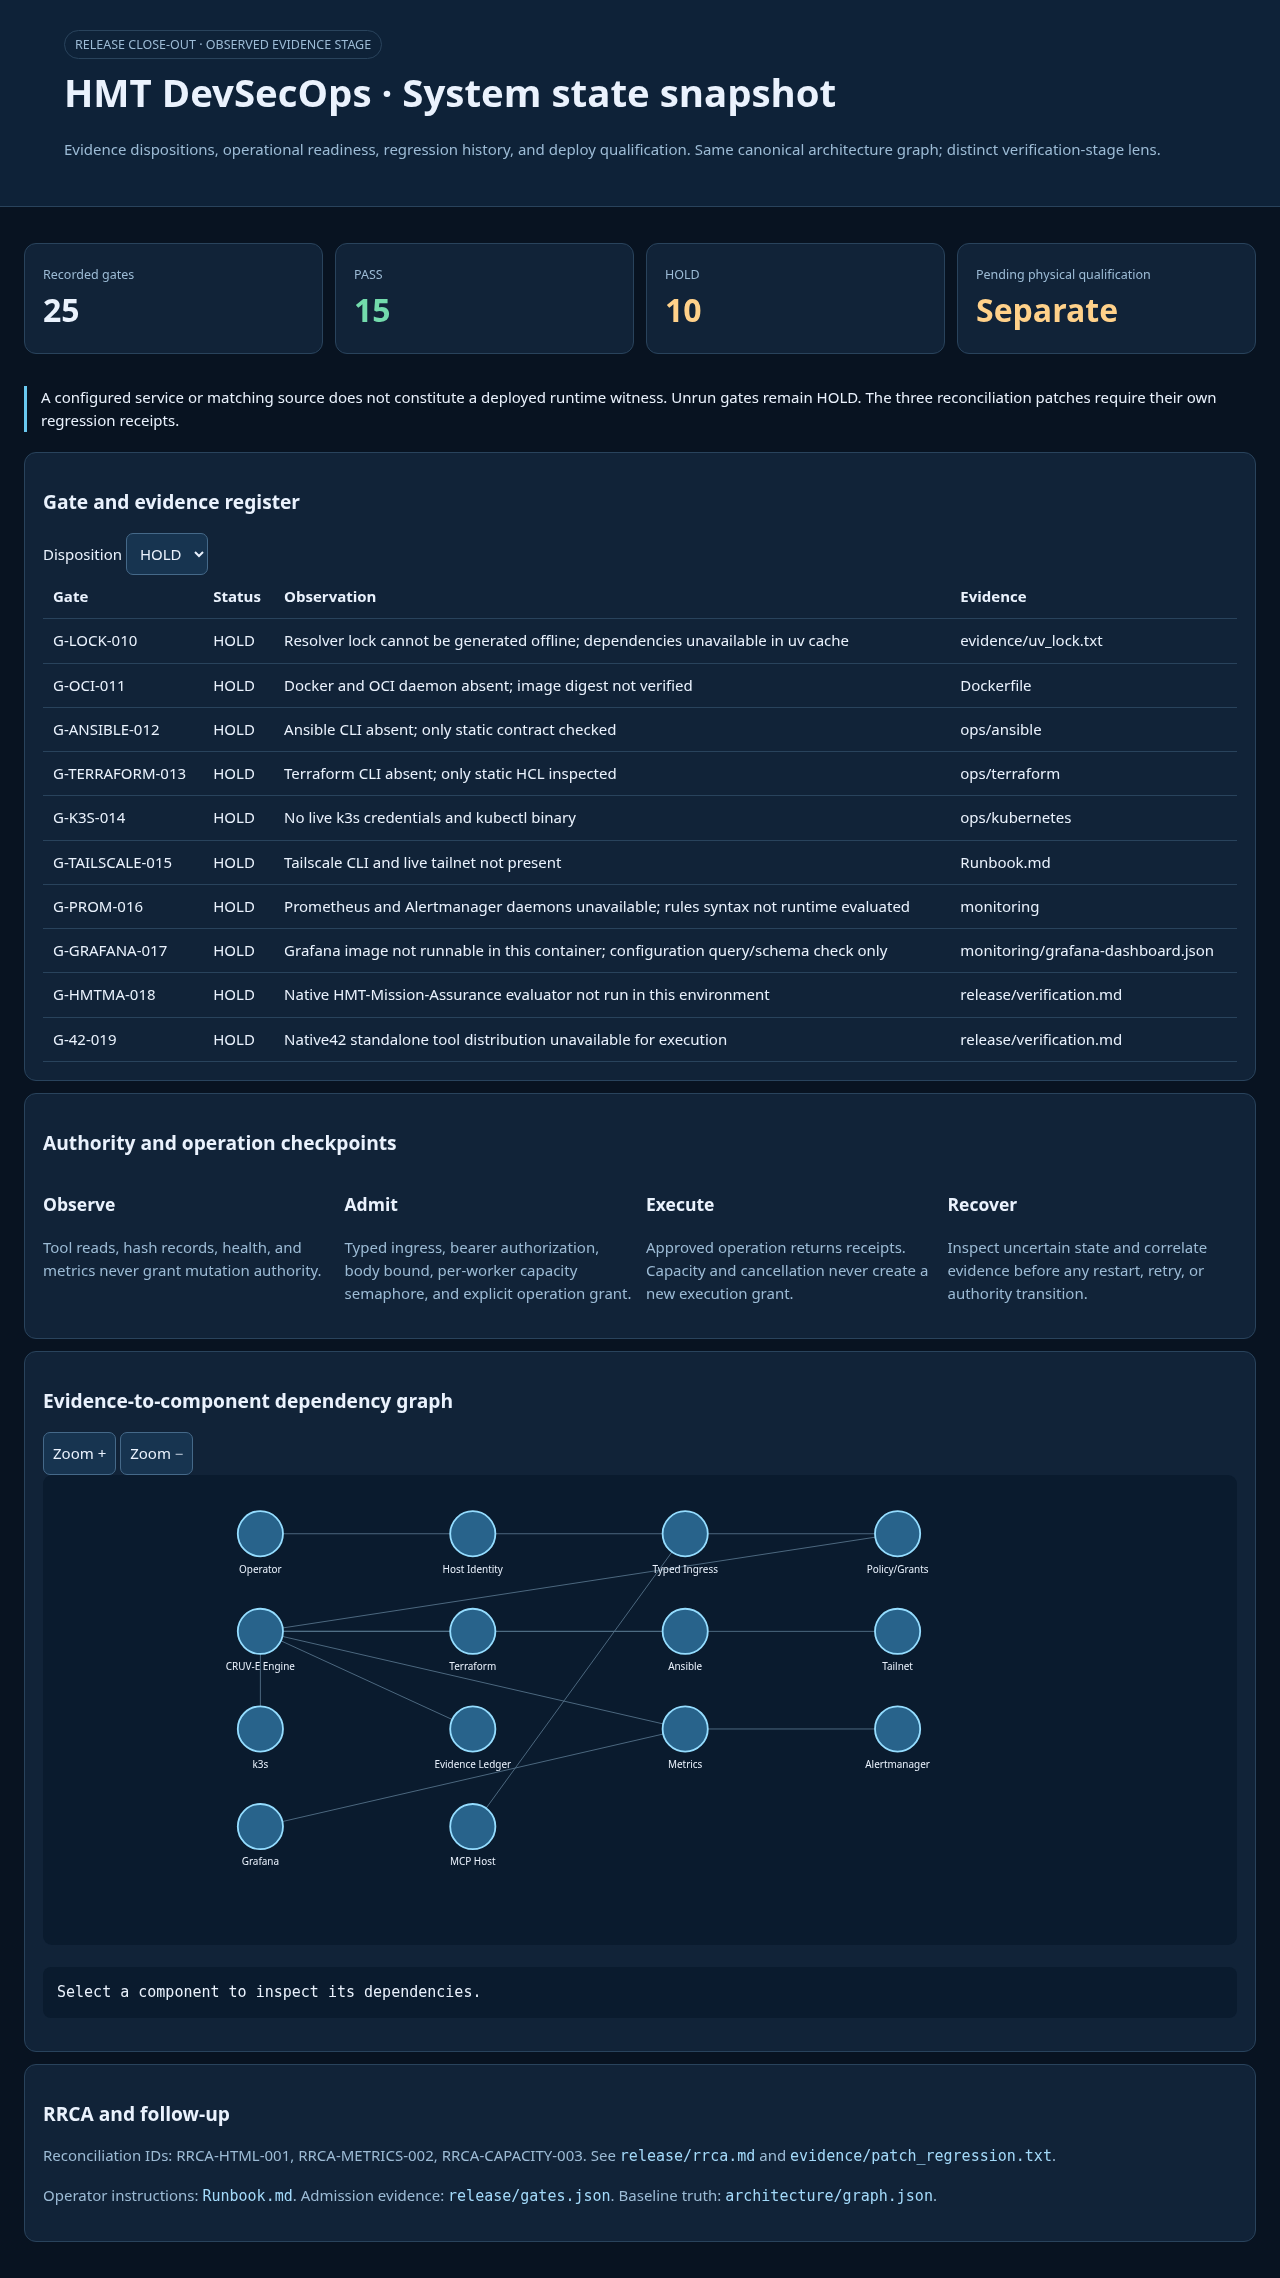 RELEASE CLOSE-OUT · OBSERVED EVIDENCE STAGE
HMT DevSecOps · System state snapshot
Evidence dispositions, operational readiness, regression history, and deploy qualification. Same canonical architecture graph; distinct verification-stage lens.
Recorded gates
25
PASS
15
HOLD
10
Pending physical qualification
Separate
A configured service or matching source does not constitute a deployed runtime witness. Unrun gates remain HOLD. The three reconciliation patches require their own
regression receipts.
Gate and evidence register
Disposition HOLD
Gate Status Observation Evidence
G-LOCK-010 HOLD Resolver lock cannot be generated offline; dependencies unavailable in uv cache evidence/uv_lock.txt
G-OCI-011 HOLD Docker and OCI daemon absent; image digest not verified Dockerfile
G-ANSIBLE-012 HOLD Ansible CLI absent; only static contract checked ops/ansible
G-TERRAFORM-013 HOLD Terraform CLI absent; only static HCL inspected ops/terraform
G-K3S-014 HOLD No live k3s credentials and kubectl binary ops/kubernetes
G-TAILSCALE-015 HOLD Tailscale CLI and live tailnet not present Runbook.md
G-PROM-016 HOLD Prometheus and Alertmanager daemons unavailable; rules syntax not runtime evaluated monitoring
G-GRAFANA-017 HOLD Grafana image not runnable in this container; configuration query/schema check only monitoring/grafana-dashboard.json
G-HMTMA-018 HOLD Native HMT-Mission-Assurance evaluator not run in this environment release/verification.md
G-42-019 HOLD Native42 standalone tool distribution unavailable for execution release/verification.md
Authority and operation checkpoints
Observe
Tool reads, hash records, health, and
metrics never grant mutation authority.
Admit
Typed ingress, bearer authorization,
body bound, per-worker capacity
semaphore, and explicit operation grant.
Execute
Approved operation returns receipts.
Capacity and cancellation never create a
new execution grant.
Recover
Inspect uncertain state and correlate
evidence before any restart, retry, or
authority transition.
Evidence-to-component dependency graph
Zoom + Zoom −
Operator Host Identity Typed Ingress Policy/Grants
CRUV-E Engine Terraform Ansible Tailnet
k3s Evidence Ledger Metrics Alertmanager
Grafana MCP Host
Select a component to inspect its dependencies.
RRCA and follow-up
Reconciliation IDs: RRCA-HTML-001, RRCA-METRICS-002, RRCA-CAPACITY-003. See release/rrca.md and evidence/patch_regression.txt.
Operator instructions: Runbook.md. Admission evidence: release/gates.json. Baseline truth: architecture/graph.json.